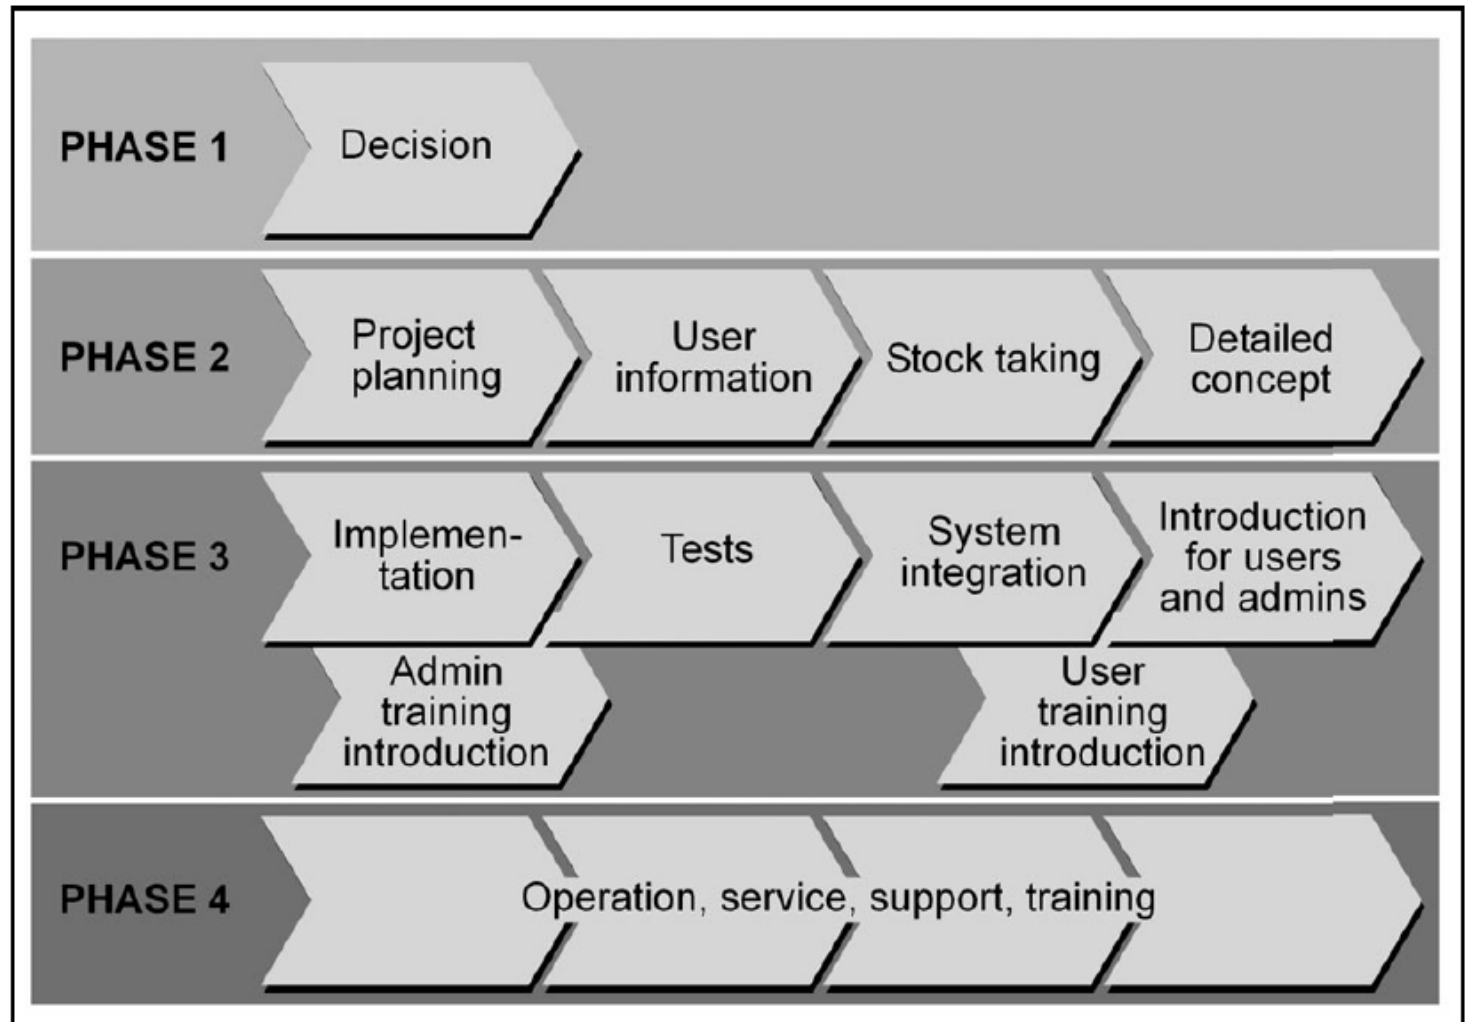 PHASE 1
Decision
PHASE 2
Project
planning
User
information
Stock taking
Detailed
concept
PHASE 3
Implemen-
tation
Tests
System
integration
Introduction
for users
and admins
Admin
training
introduction
User
training
introduction
PHASE 4
Operation, service, support, training